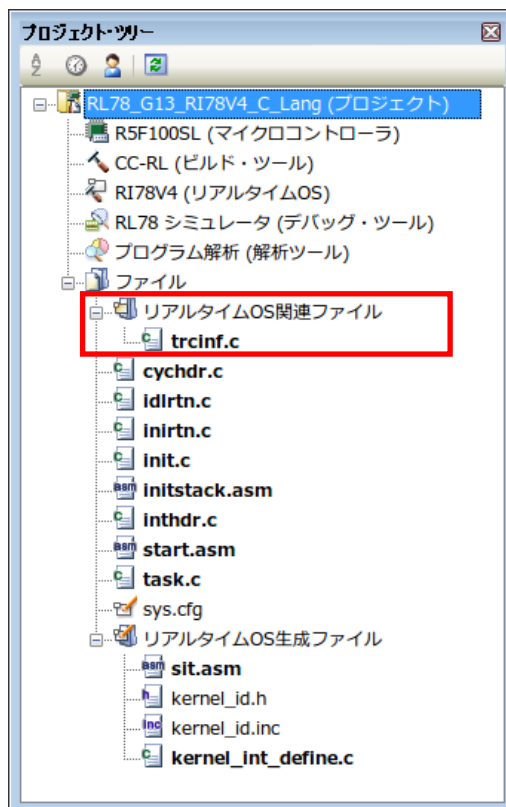 プロジェクト・ツリー
RL78_G13_RI78V4_C_Lang (プロジェクト)
R5F100SL (マイクロコントローラ)
CC-RL (ビルド・ツール)
RI78V4 (リアルタイムOS)
RL78 シミュレータ (デバッグ・ツール)
プログラム解析 (解析ツール)
ファイル
リアルタイムOS関連ファイル
trcinf.c
cychdr.c
idlrtn.c
inirtn.c
init.c
initstack.asm
inthdr.c
start.asm
task.c
sys.cfg
リアルタイムOS生成ファイル
sit.asm
kernel_id.h
kernel_id.inc
kernel_int_define.c